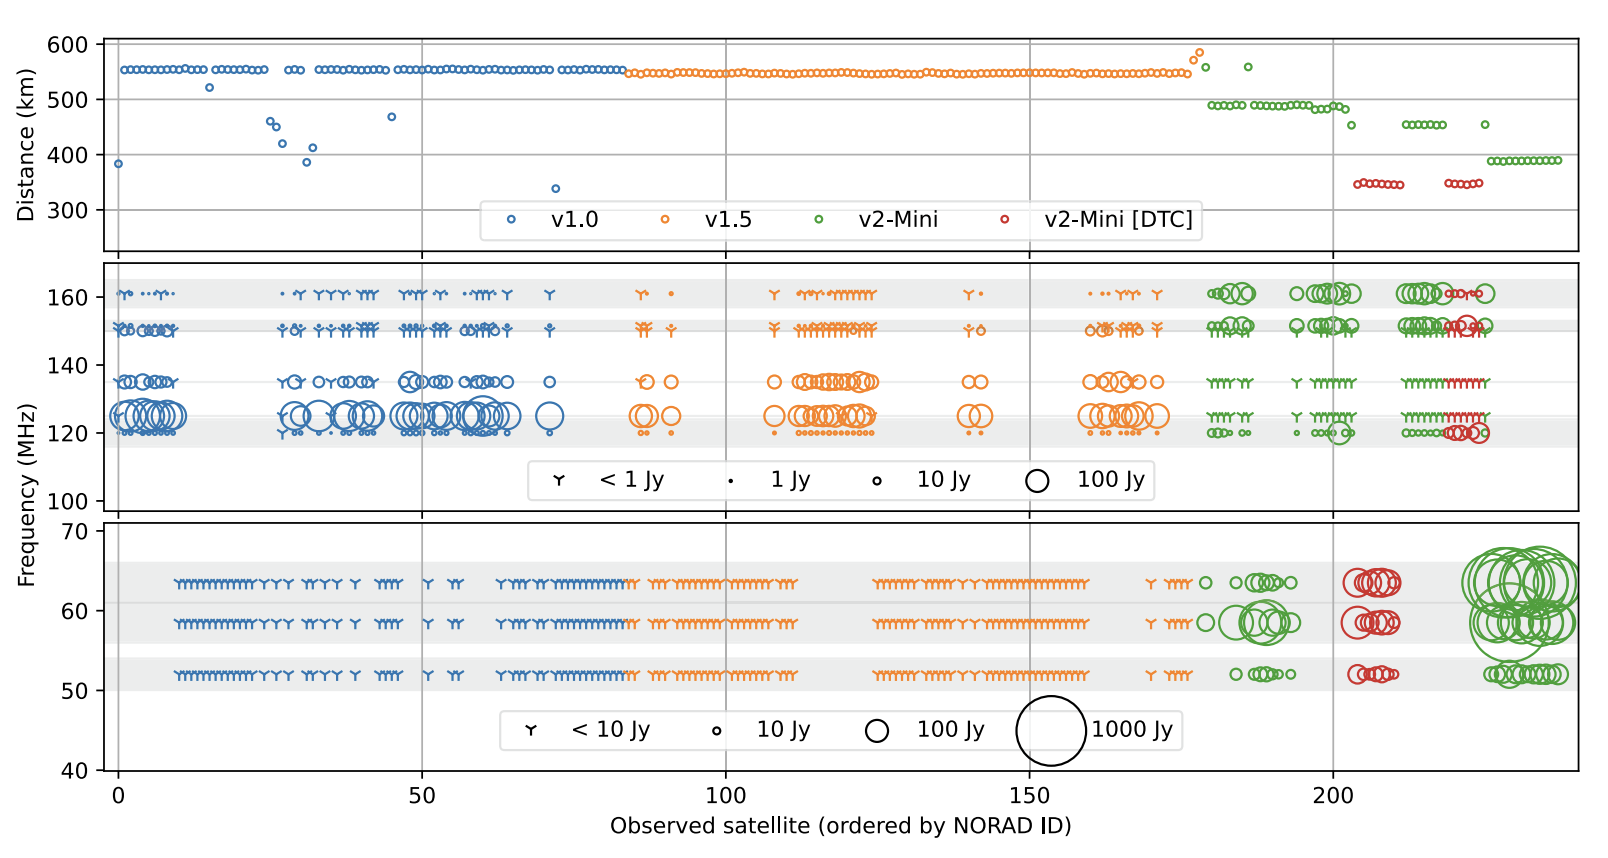 600
500
400
300
Distance (km)
v1.0 v1.5 v2-Mini v2-Mini [DTC]
160
140
120
100
Frequency (MHz)
< 1 Jy 1 Jy 10 Jy 100 Jy
70
60
50
40
< 10 Jy 10 Jy 100 Jy 1000 Jy
0 50 100 150 200
Observed satellite (ordered by NORAD ID)